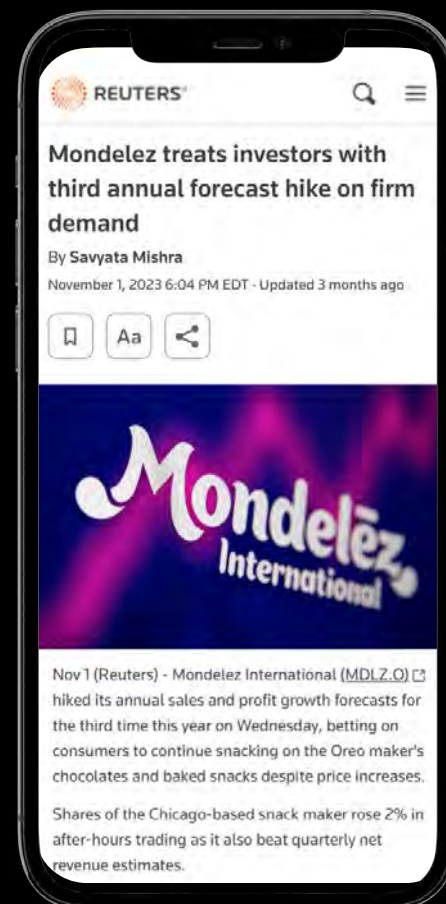 REUTERS
Mondelez treats investors with
third annual forecast hike on firm
demand
By Savyata Mishra
November 1, 2023 6:04 PM EDT · Updated 3 months ago
Aa
Mondelēz
International
Nov 1 (Reuters) - Mondelez International (MDLZ.O)
hiked its annual sales and profit growth forecasts for
the third time this year on Wednesday, betting on
consumers to continue snacking on the Oreo maker's
chocolates and baked snacks despite price increases.
Shares of the Chicago-based snack maker rose 2% in
after-hours trading as it also beat quarterly net
revenue estimates.